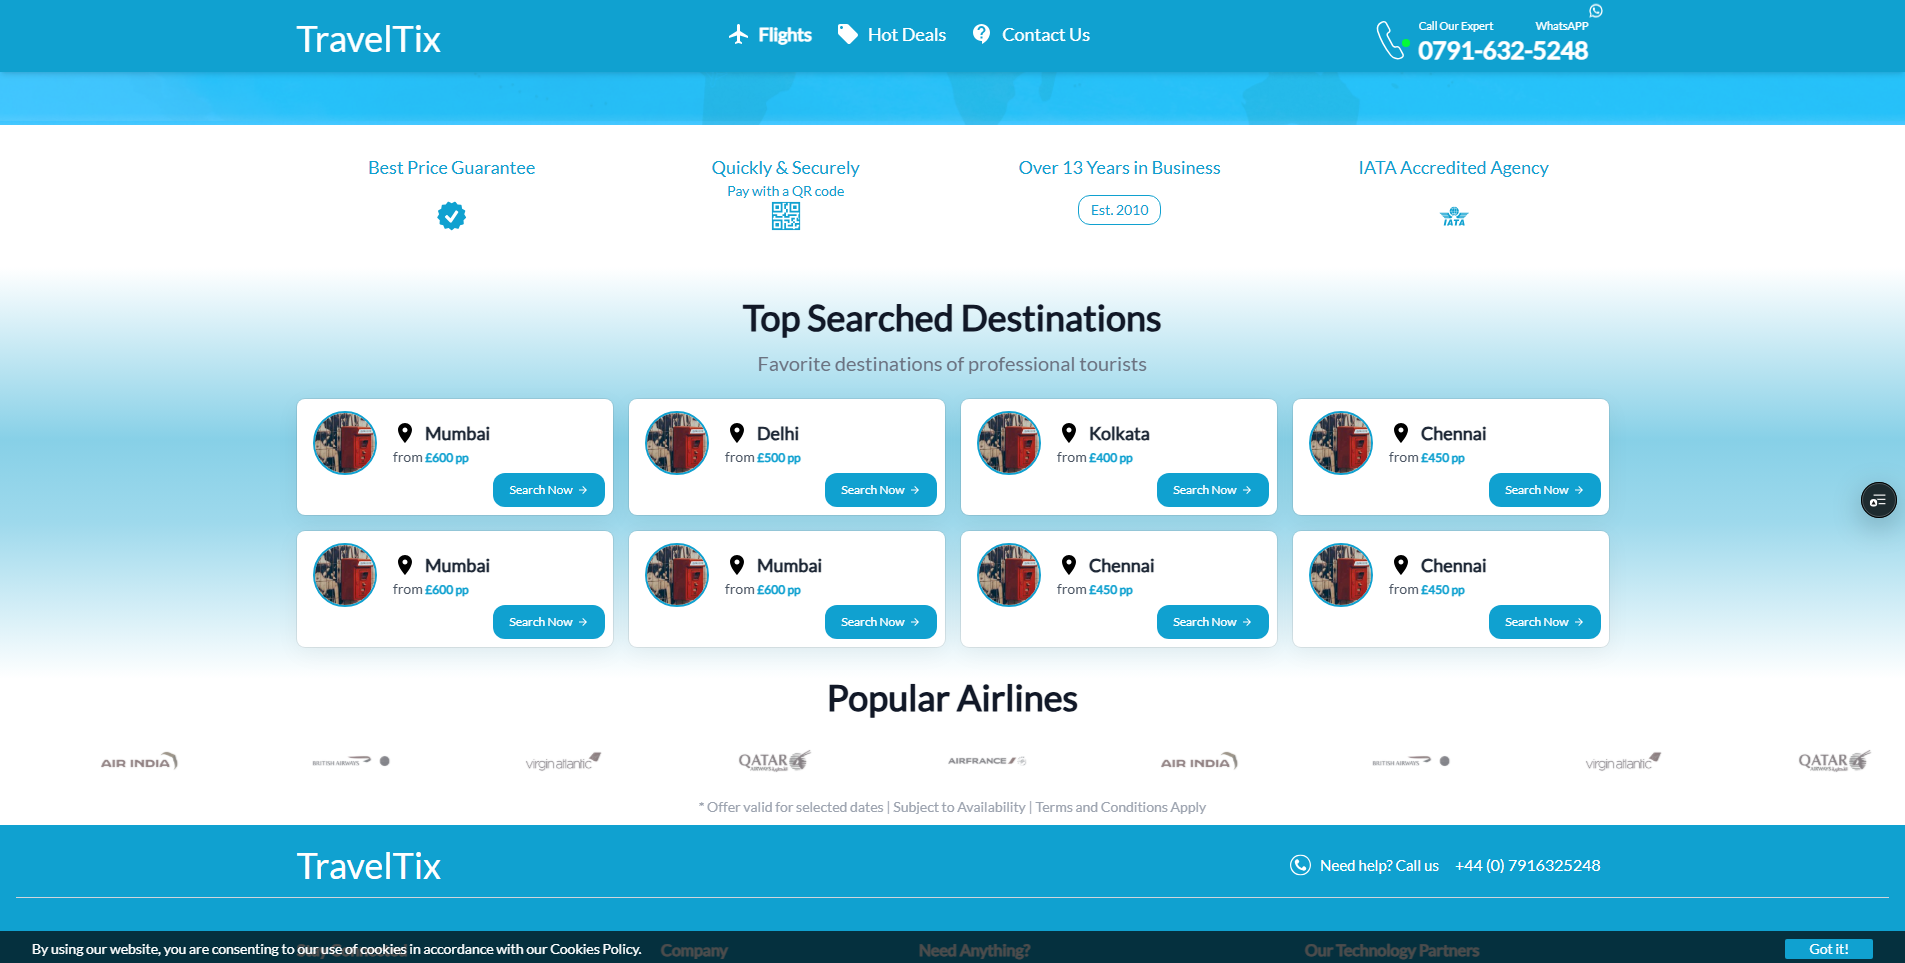 TravelTix
Flights
Hot Deals
Contact Us
Call Our Expert
WhatsAPP
0791-632-5248
Best Price Guarantee
Quickly & Securely
Pay with a QR code
Over 13 Years in Business
Est. 2010
IATA Accredited Agency
IATA
Top Searched Destinations
Favorite destinations of professional tourists
Mumbai
from £600 pp
Search Now
Delhi
from £500 pp
Search Now
Kolkata
from £400 pp
Search Now
Chennai
from £450 pp
Search Now
Mumbai
from £600 pp
Search Now
Mumbai
from £600 pp
Search Now
Chennai
from £450 pp
Search Now
Chennai
from £450 pp
Search Now
Popular Airlines
AIR INDIA
BRITISH AIRWAYS
virgin atlantic
QATAR
AIRWAYS
AIRFRANCE
AIR INDIA
BRITISH AIRWAYS
virgin atlantic
QATAR
AIRWAYS
* Offer valid for selected dates | Subject to Availability | Terms and Conditions Apply
TravelTix
Need help? Call us
+44 (0) 7916325248
By using our website, you are consenting to our use of cookies in accordance with our Cookies Policy.
Stay Connected
Company
Need Anything?
Our Technology Partners
Got it!